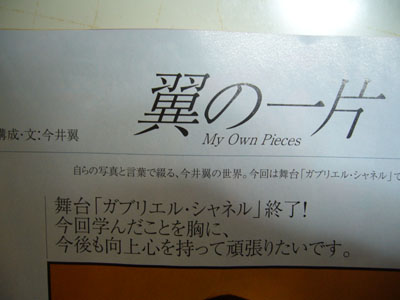 翼の一片
My Own Pieces
構成・文:今井翼
自らの写真と言葉で綴る、今井翼の世界。今回は舞台「ガブリエル・シャネル」で
舞台「ガブリエル・シャネル」終了!
今回学んだことを胸に、
今後も向上心を持って頑張りたいです。